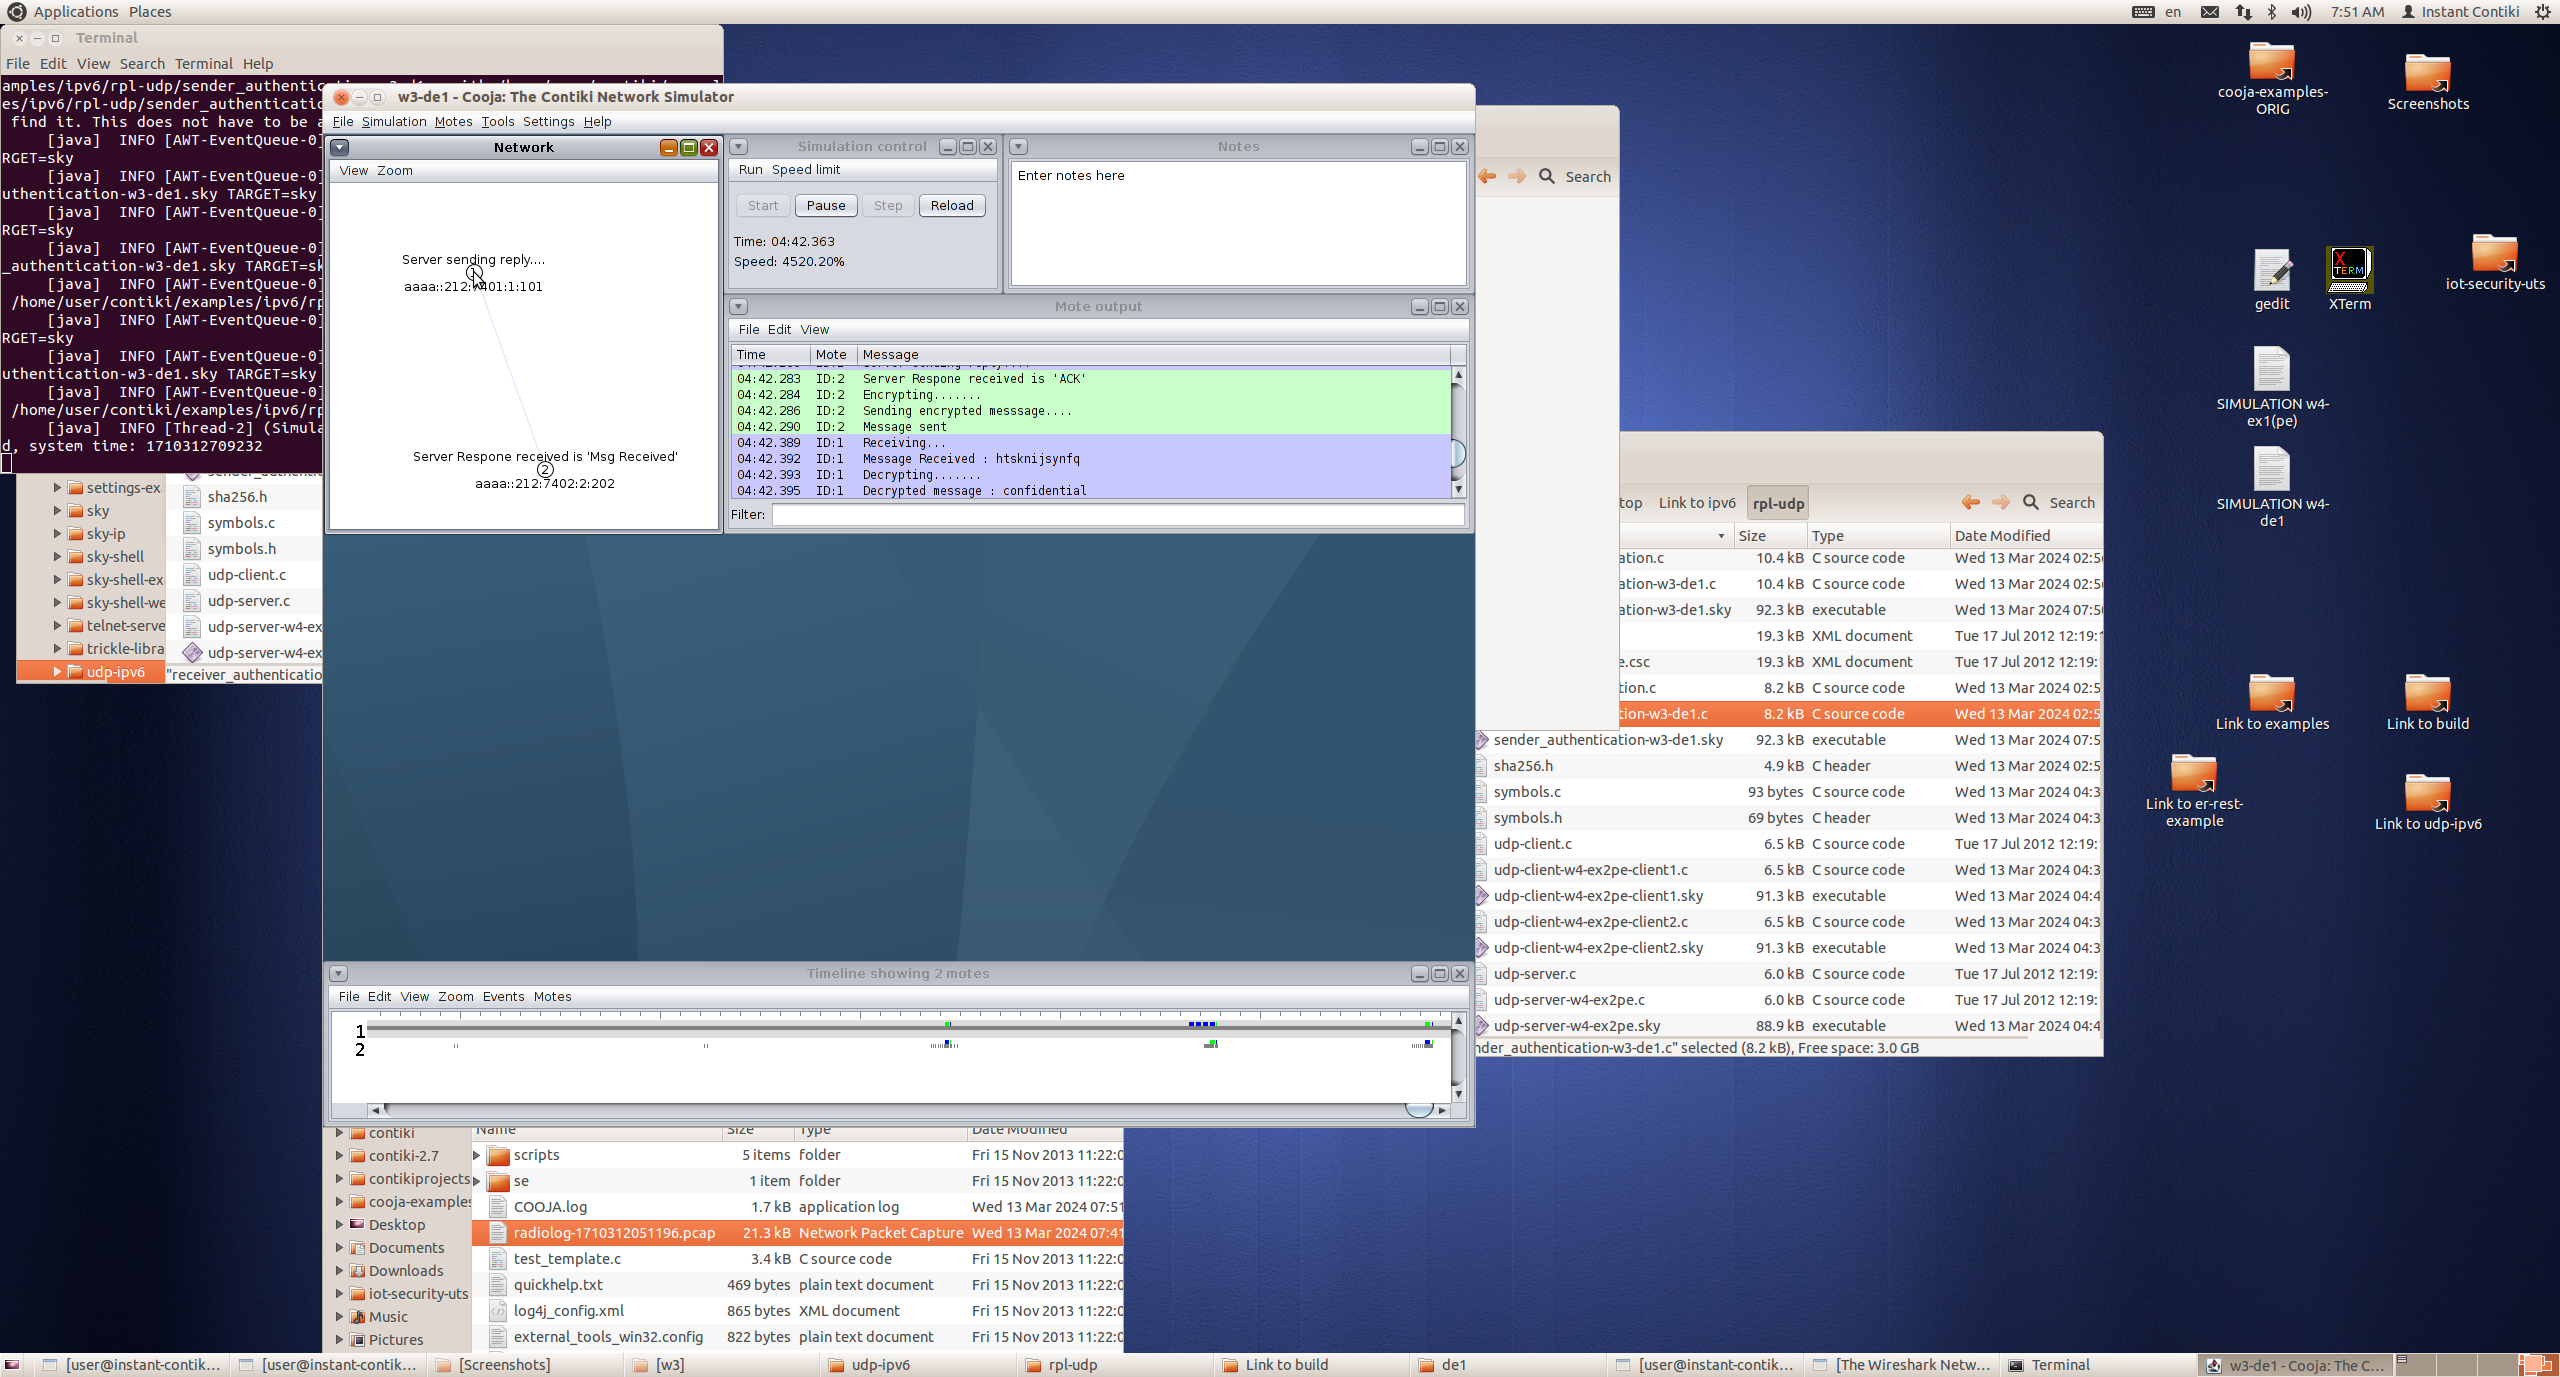 Applications Places
en
7:51 AM
Instant Contiki
Terminal
File Edit View Search Terminal Help
amples/ipv6/rpl-udp/sender_authentic
es/ipv6/rpl-udp/sender_authenticatio
find it. This does not have to be a
[java] INFO [AWT-EventQueue-0]
RGET=sky
[java] INFO [AWT-EventQueue-0]
uthentication-w3-de1.sky TARGET=sky
[java] INFO [AWT-EventQueue-0]
RGET=sky
[java] INFO [AWT-EventQueue-0]
_authentication-w3-de1.sky TARGET=sk
[java] INFO [AWT-EventQueue-0]
/home/user/contiki/examples/ipv6/rp
[java] INFO [AWT-EventQueue-0]
RGET=sky
[java] INFO [AWT-EventQueue-0]
uthentication-w3-de1.sky TARGET=sky
[java] INFO [AWT-EventQueue-0]
/home/user/contiki/examples/ipv6/rp
[java] INFO [Thread-2] (Simula
d, system time: 1710312709232
w3-de1 - Cooja: The Contiki Network Simulator
File Simulation Motes Tools Settings Help
Network
View Zoom
Server sending reply....
1
aaaa::212:7401:1:101
Server Respone received is 'Msg Received'
2
aaaa::212:7402:2:202
Simulation control
Run Speed limit
Start Pause Step Reload
Time: 04:42.363
Speed: 4520.20%
Notes
Enter notes here
Mote output
File Edit View
Time Mote Message
04:42.283 ID:2 Server Respone received is 'ACK'
04:42.284 ID:2 Encrypting.......
04:42.286 ID:2 Sending encrypted messsage....
04:42.290 ID:2 Message sent
04:42.389 ID:1 Receiving...
04:42.392 ID:1 Message Received : htsknijsynfq
04:42.393 ID:1 Decrypting.......
04:42.395 ID:1 Decrypted message : confidential
Filter:
settings-ex
sky
sky-ip
sky-shell
sky-shell-ex
sky-shell-we
telnet-serve
trickle-libra
udp-ipv6
sha256.h
symbols.c
symbols.h
udp-client.c
udp-server.c
udp-server-w4-ex
udp-server-w4-ex
"receiver_authenticatio
Timeline showing 2 motes
File Edit View Zoom Events Motes
1
2
Search
top Link to ipv6 rpl-udp Search
Size Type Date Modified
ation.c 10.4 kB C source code Wed 13 Mar 2024 02:5
ation-w3-de1.c 10.4 kB C source code Wed 13 Mar 2024 02:5
ation-w3-de1.sky 92.3 kB executable Wed 13 Mar 2024 07:5
19.3 kB XML document Tue 17 Jul 2012 12:19:
e.csc 19.3 kB XML document Tue 17 Jul 2012 12:19:
tion.c 8.2 kB C source code Wed 13 Mar 2024 02:5
tion-w3-de1.c 8.2 kB C source code Wed 13 Mar 2024 02:5
sender_authentication-w3-de1.sky 92.3 kB executable Wed 13 Mar 2024 07:5
sha256.h 4.9 kB C header Wed 13 Mar 2024 02:5
symbols.c 93 bytes C source code Wed 13 Mar 2024 04:3
symbols.h 69 bytes C header Wed 13 Mar 2024 04:3
udp-client.c 6.5 kB C source code Tue 17 Jul 2012 12:19:
udp-client-w4-ex2pe-client1.c 6.5 kB C source code Wed 13 Mar 2024 04:3
udp-client-w4-ex2pe-client1.sky 91.3 kB executable Wed 13 Mar 2024 04:4
udp-client-w4-ex2pe-client2.c 6.5 kB C source code Wed 13 Mar 2024 04:3
udp-client-w4-ex2pe-client2.sky 91.3 kB executable Wed 13 Mar 2024 04:3
udp-server.c 6.0 kB C source code Tue 17 Jul 2012 12:19:
udp-server-w4-ex2pe.c 6.0 kB C source code Tue 17 Jul 2012 12:19:
udp-server-w4-ex2pe.sky 88.9 kB executable Wed 13 Mar 2024 04:4
nder_authentication-w3-de1.c" selected (8.2 kB), Free space: 3.0 GB
contiki
contiki-2.7
contikiprojects
cooja-examples
Desktop
Documents
Downloads
iot-security-uts
Music
Pictures
Name Size Type Date Modified
scripts 5 items folder Fri 15 Nov 2013 11:22:0
se 1 item folder Fri 15 Nov 2013 11:22:0
COOJA.log 1.7 kB application log Wed 13 Mar 2024 07:51
radiolog-1710312051196.pcap 21.3 kB Network Packet Capture Wed 13 Mar 2024 07:41
test_template.c 3.4 kB C source code Fri 15 Nov 2013 11:22:0
quickhelp.txt 469 bytes plain text document Fri 15 Nov 2013 11:22:0
log4j_config.xml 865 bytes XML document Fri 15 Nov 2013 11:22:0
external_tools_win32.config 822 bytes plain text document Fri 15 Nov 2013 11:22:0
cooja-examples-
ORIG
Screenshots
gedit
X
TERM
XTerm
iot-security-uts
SIMULATION w4-
ex1(pe)
SIMULATION w4-
de1
Link to examples
Link to build
Link to er-rest-
example
Link to udp-ipv6
[user@instant-contik... [user@instant-contik... [Screenshots] [w3] udp-ipv6 rpl-udp Link to build de1 [user@instant-contik... [The Wireshark Netw... Terminal w3-de1 - Cooja: The C...